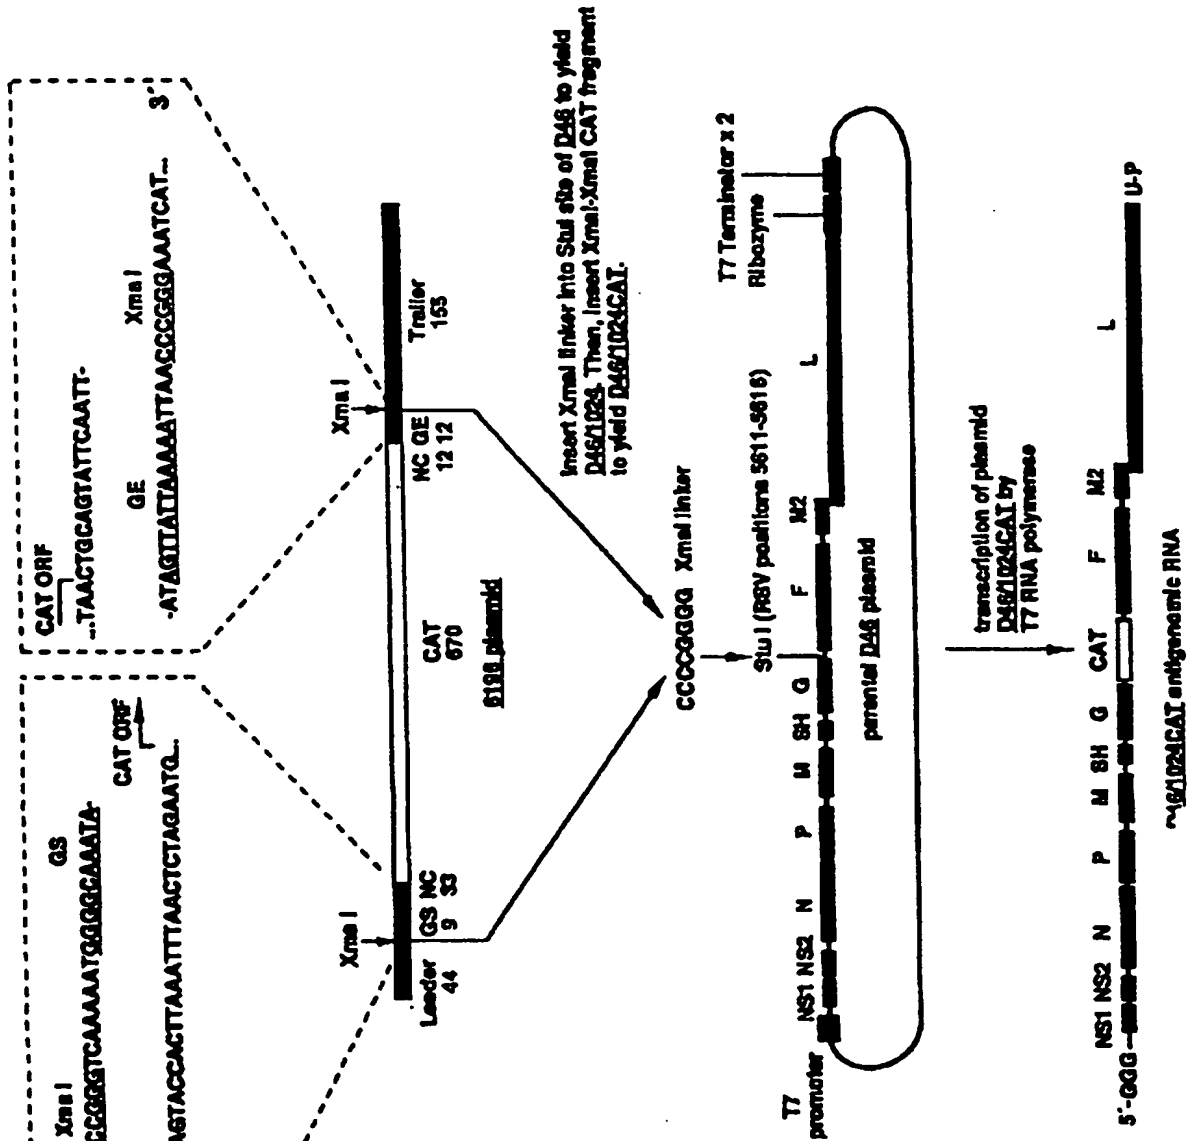 Xma I
GS
CCGGGTCAAAAATGGGGCAAATA-
CAT ORF
AGTACCACTTAAATTTAACTCTAGAATG...
CAT ORF
...TAACTGCAGTATTCAATT-
GE
Xma I
-ATAGTTATTAAAAATTAACCCGGGAAATCAT...
3´
Xma I
Xma I
Leader
44
GS NC
9 33
CAT
670
NC GE
12 12
Trailer
155
6196 plasmid
Insert XmaI linker into StuI site of D46 to yield
D46/1024. Then, insert XmaI-XmaI CAT fragment
to yield D46/1024CAT.
CCCCGGGG XmaI linker
Stu I (RSV positions 5611-5616)
T7 Terminator x 2
Ribozyme
T7
promoter
NS1 NS2 N P M SH G F M2 L
parental D46 plasmid
transcription of plasmid
D46/1024CAT by
T7 RNA polymerase
5´-GGG
NS1 NS2 N P M SH G CAT F M2 L
U-P
46/1024CAT antigenomic RNA